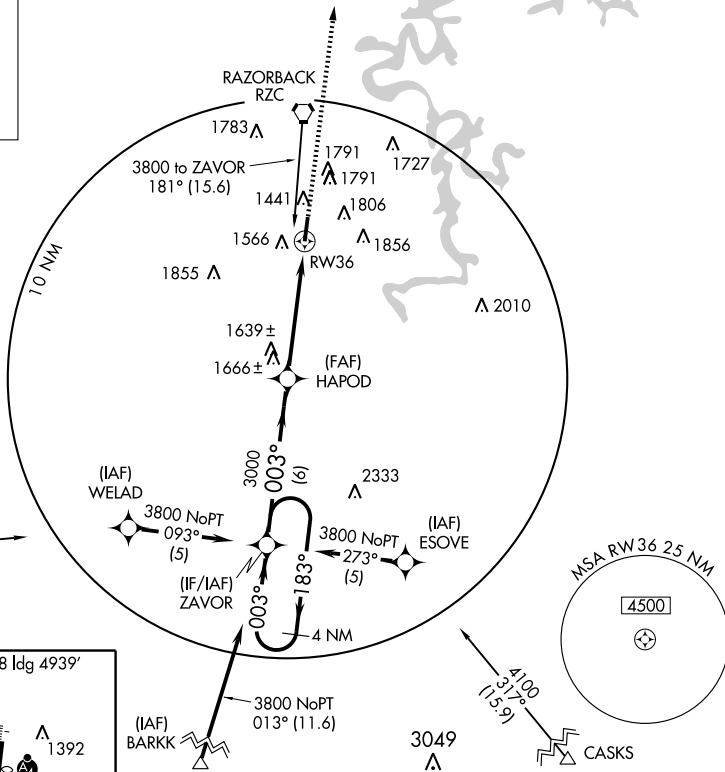 RAZORBACK
RZC
1783
3800 to ZAVOR
181° (15.6)
1791
1791
1727
1441
1806
1566
1856
RW36
10 NM
1855
2010
1639 ±
1666 ±
(FAF)
HAPOD
3000
003°
(6)
2333
(IAF)
WELAD
3800 NoPT
093°
(5)
3800 NoPT
273°
(5)
(IAF)
ESOVE
(IF/IAF)
ZAVOR
003°
183°
4 NM
MSA RW36 25 NM
4500
8 ldg 4939'
1392
A
3800 NoPT
013° (11.6)
(IAF)
BARKK
4100
317°
(15.9)
3049
CASKS